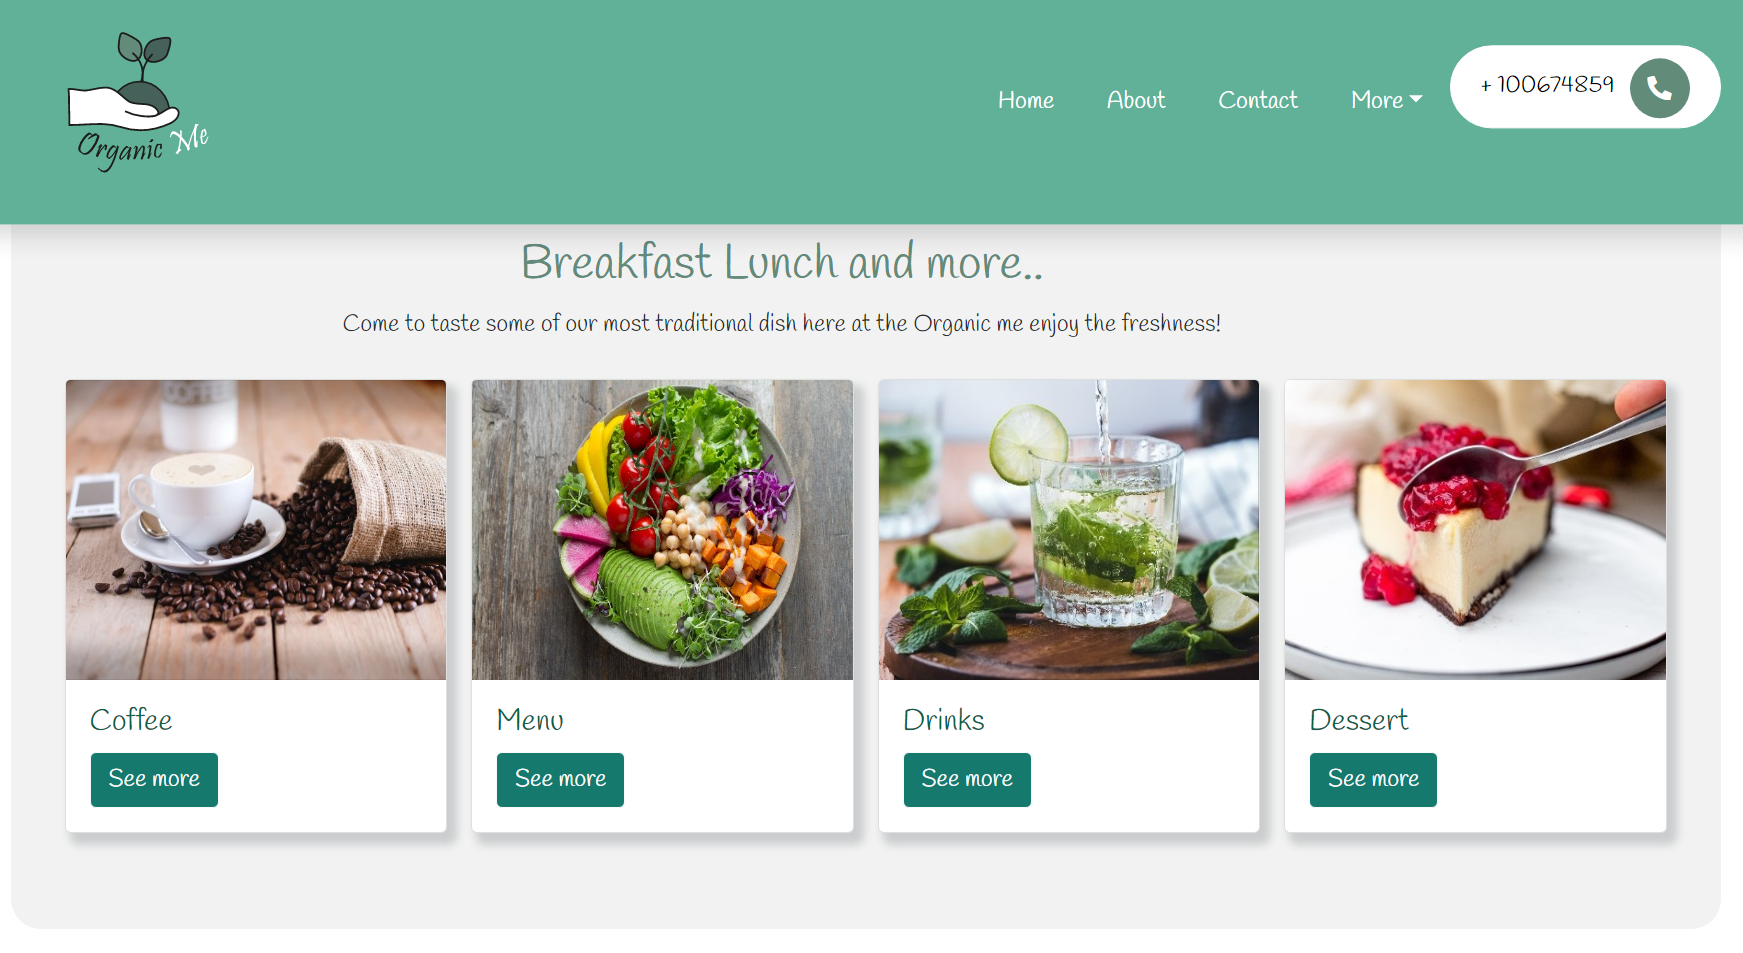 Organic Me
Home About Contact More + 100674859
Breakfast Lunch and more..
Come to taste some of our most traditional dish here at the Organic me enjoy the freshness!
COFFEE
Coffee
See more
Menu
See more
Drinks
See more
Dessert
See more